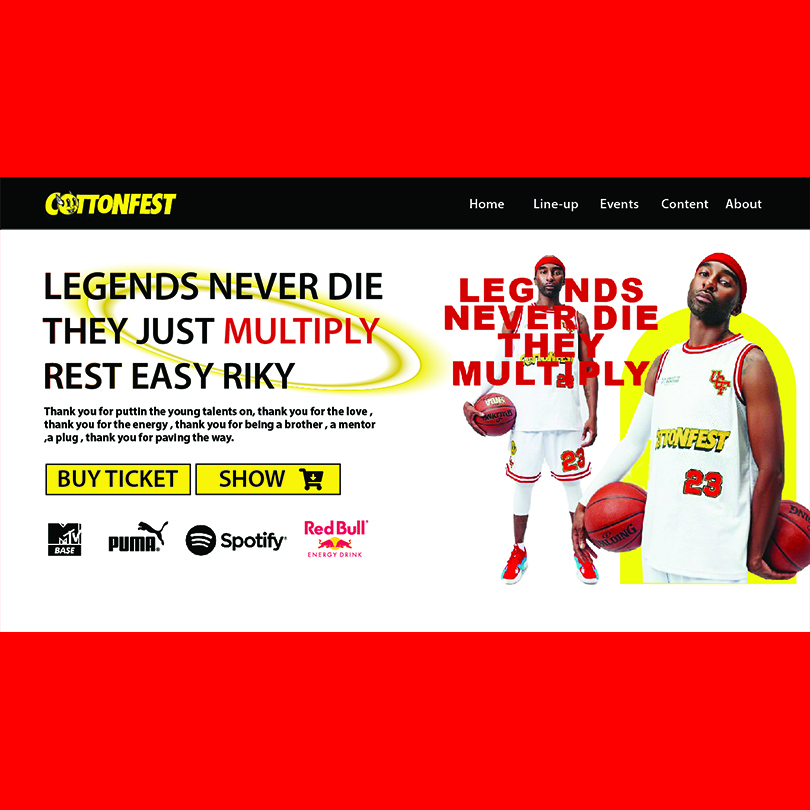 COTTONFEST
Home Line-up Events Content About
LEGENDS NEVER DIE
THEY JUST MULTIPLY
REST EASY RIKY
Thank you for puttin the young talents on, thank you for the love ,
thank you for the energy , thank you for being a brother , a mentor
,a plug , thank you for paving the way.
BUY TICKET
SHOW
MTV
BASE
PUMA
Spotify
Red Bull
ENERGY DRINK
LEGENDS
NEVER DIE
THEY
MULTIPLY
23
COTTONFEST
23
SPALDING